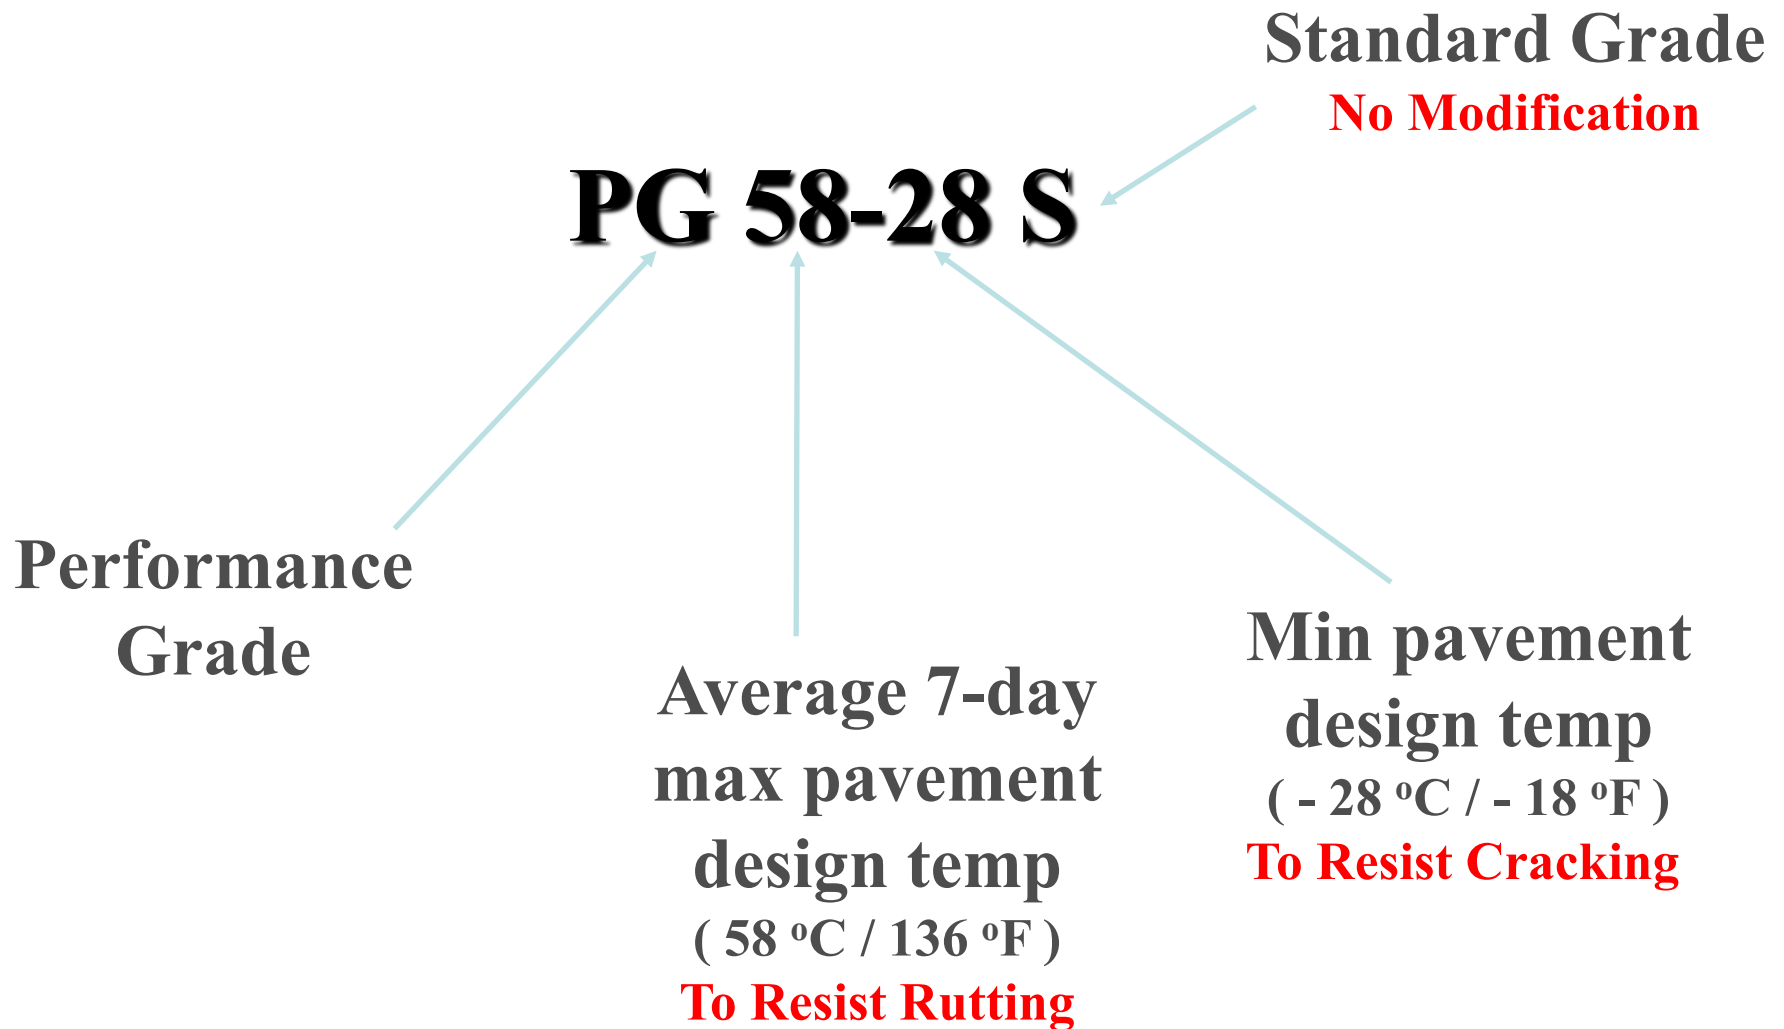 Standard Grade
No Modification
PG 58-28 S
Performance
Grade
Average 7-day
max pavement
design temp
( 58 ºC / 136 ºF )
To Resist Rutting
Min pavement
design temp
( - 28 ºC / - 18 ºF )
To Resist Cracking